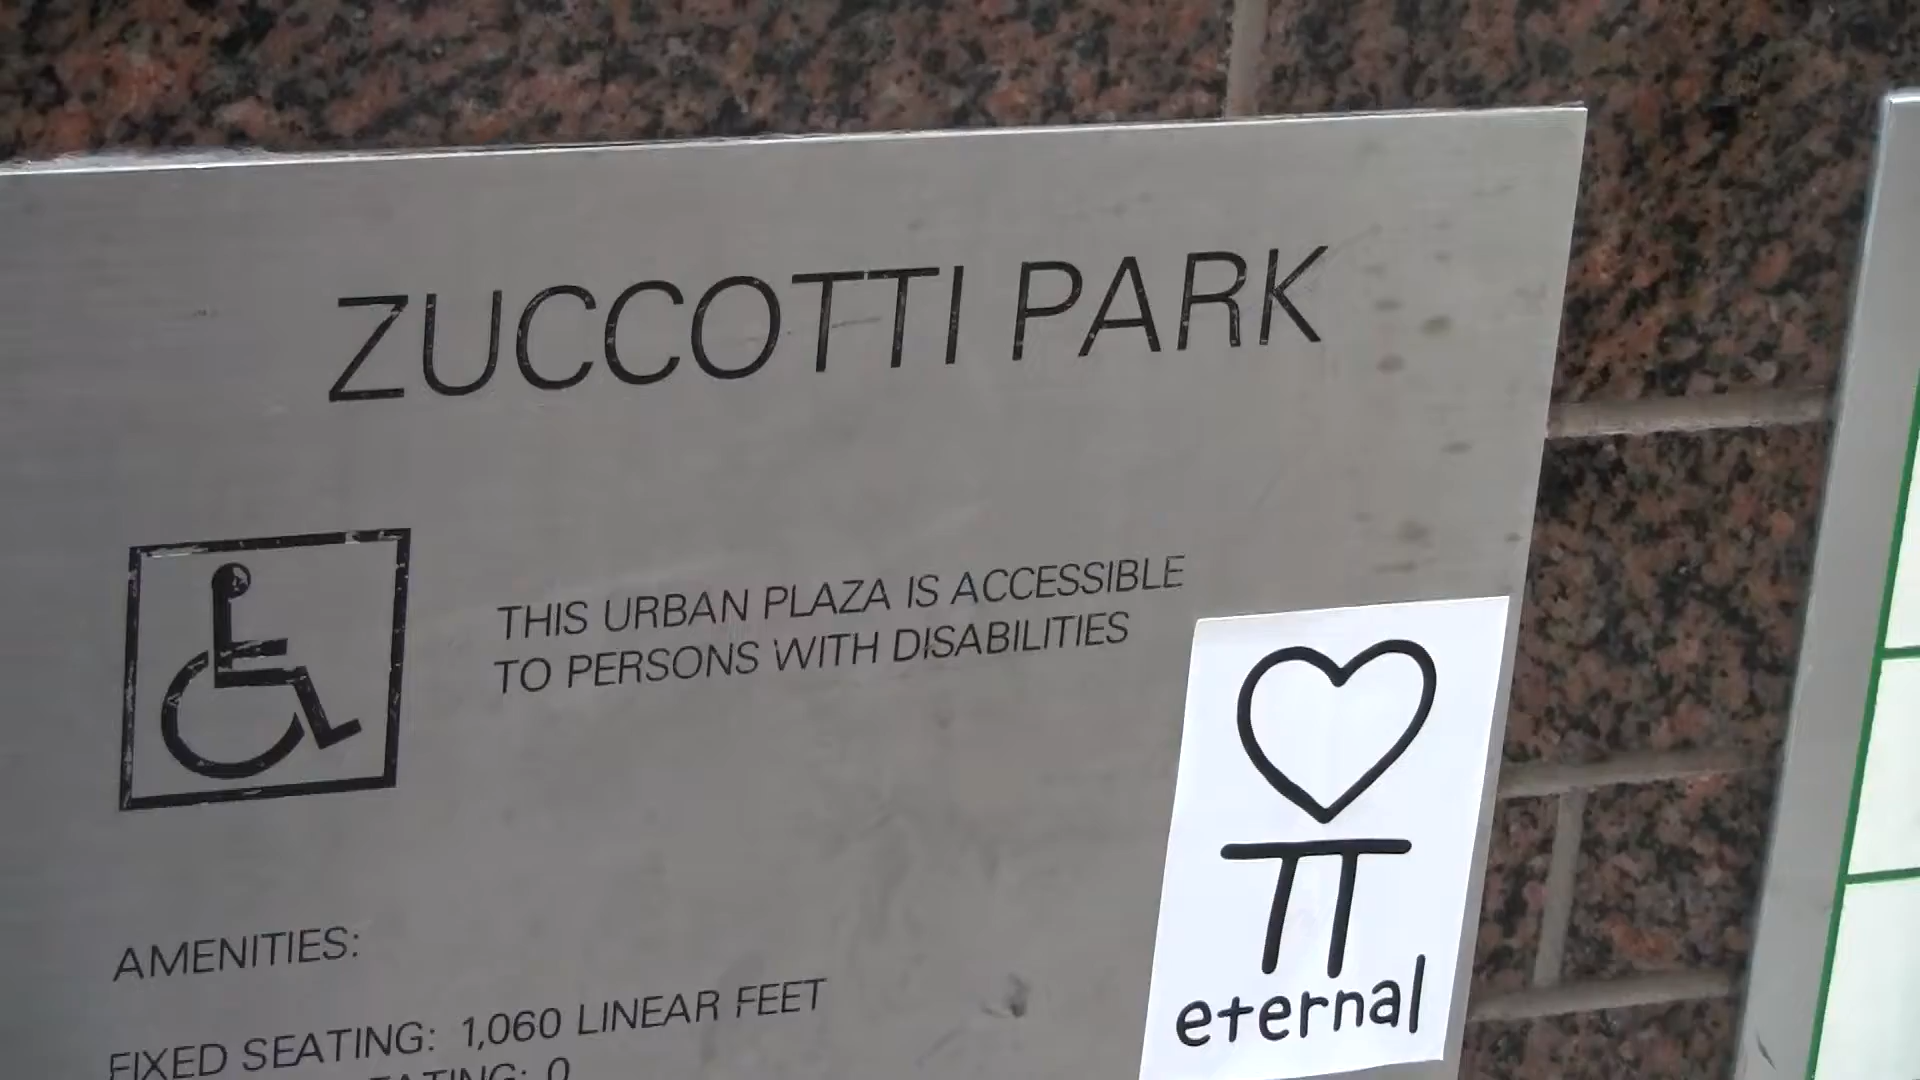 ZUCCOTTI PARK
THIS URBAN PLAZA IS ACCESSIBLE
TO PERSONS WITH DISABILITIES
π
eternal
AMENITIES:
FIXED SEATING: 1,060 LINEAR FEET
0